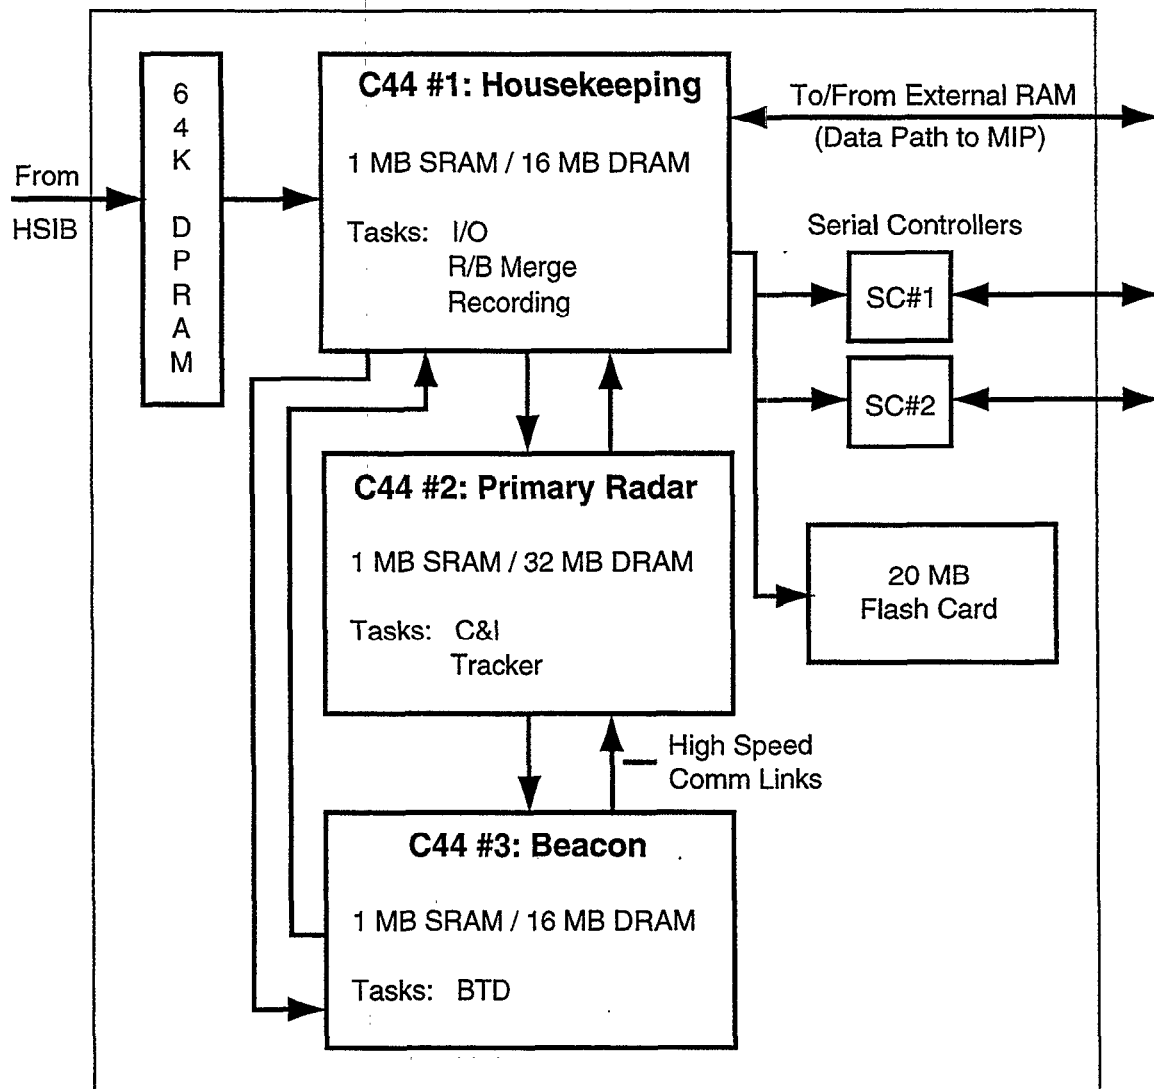 64K DPRAM
C44 #1: Housekeeping
1 MB SRAM / 16 MB DRAM
Tasks: I/O
R/B Merge
Recording
To/From External RAM
(Data Path to MIP)
From
HSIB
Serial Controllers
SC#1
SC#2
C44 #2: Primary Radar
1 MB SRAM / 32 MB DRAM
Tasks: C&I
Tracker
20 MB
Flash Card
High Speed
Comm Links
C44 #3: Beacon
1 MB SRAM / 16 MB DRAM
Tasks: BTD